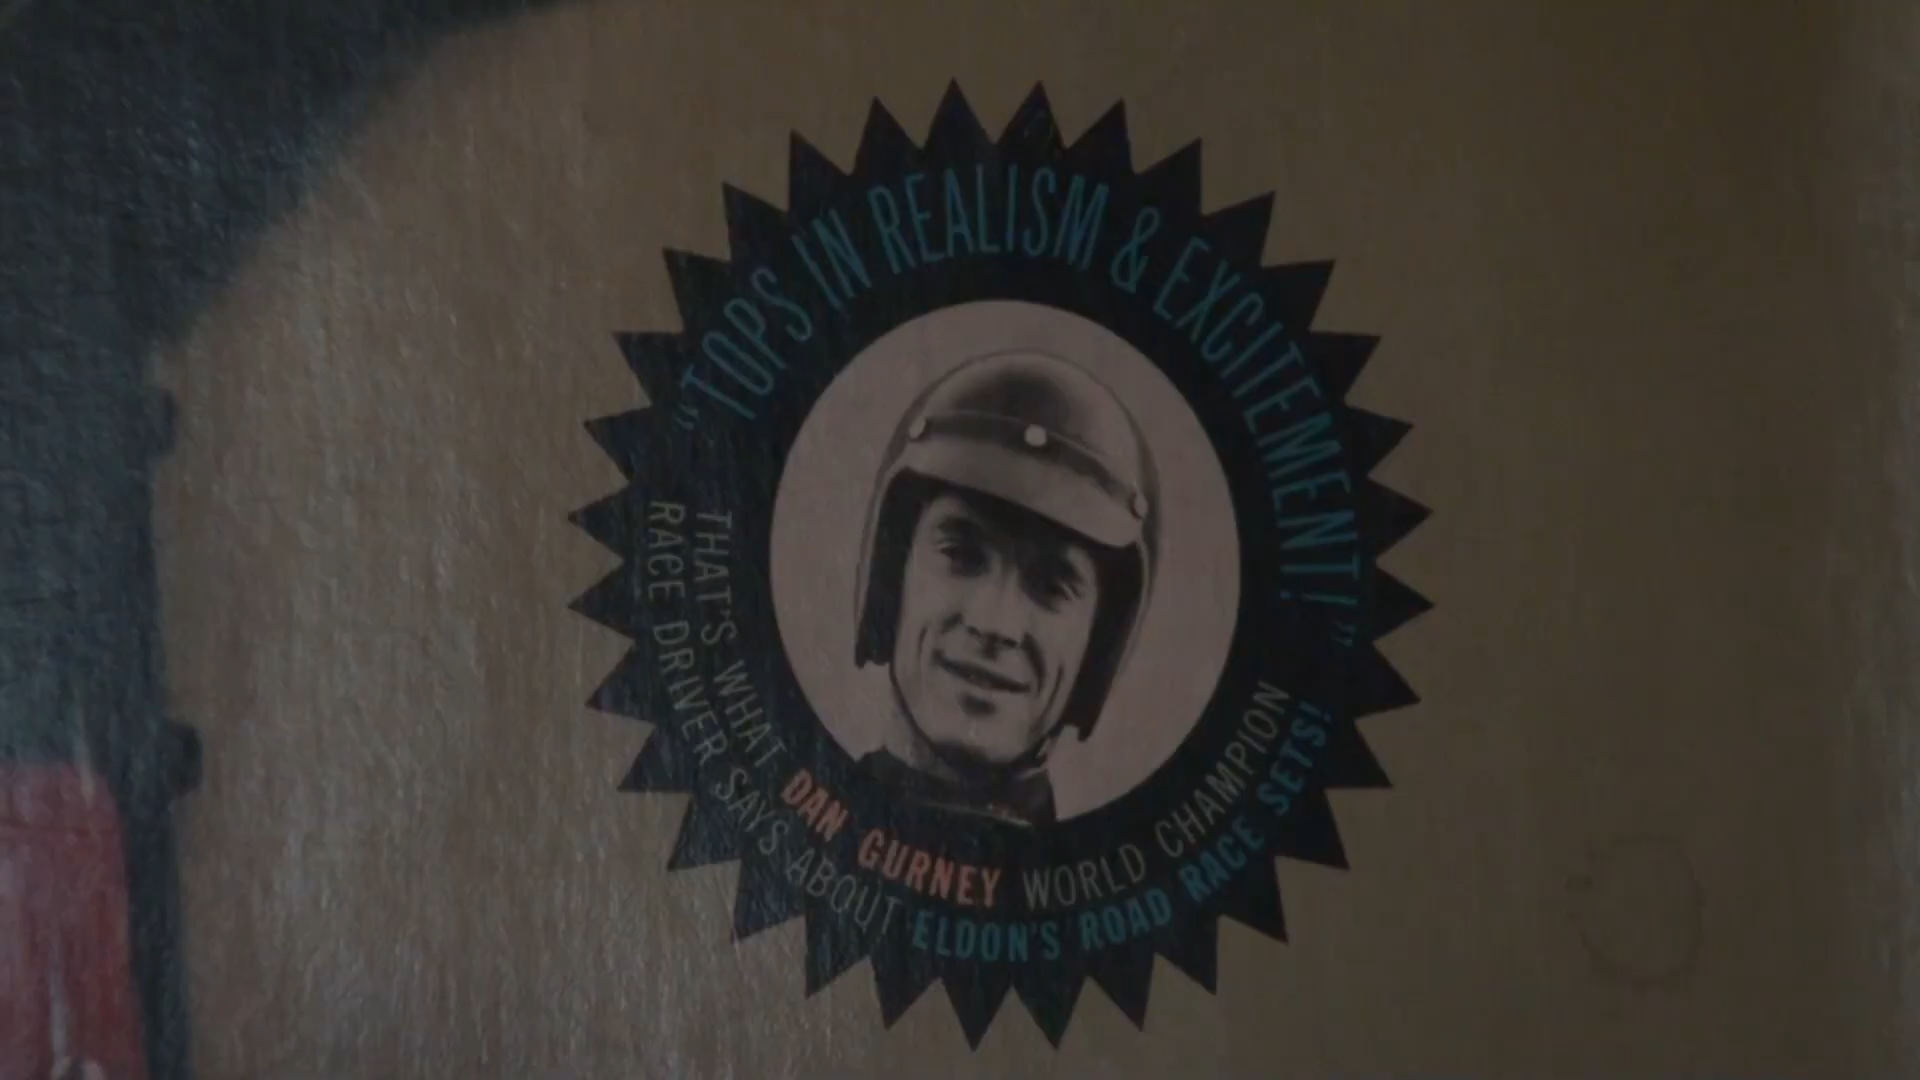 "TOPS IN REALISM & EXCITEMENT!"
THAT'S WHAT DAN GURNEY WORLD CHAMPION
RACE DRIVER SAYS ABOUT ELDON'S ROAD RACE SETS!